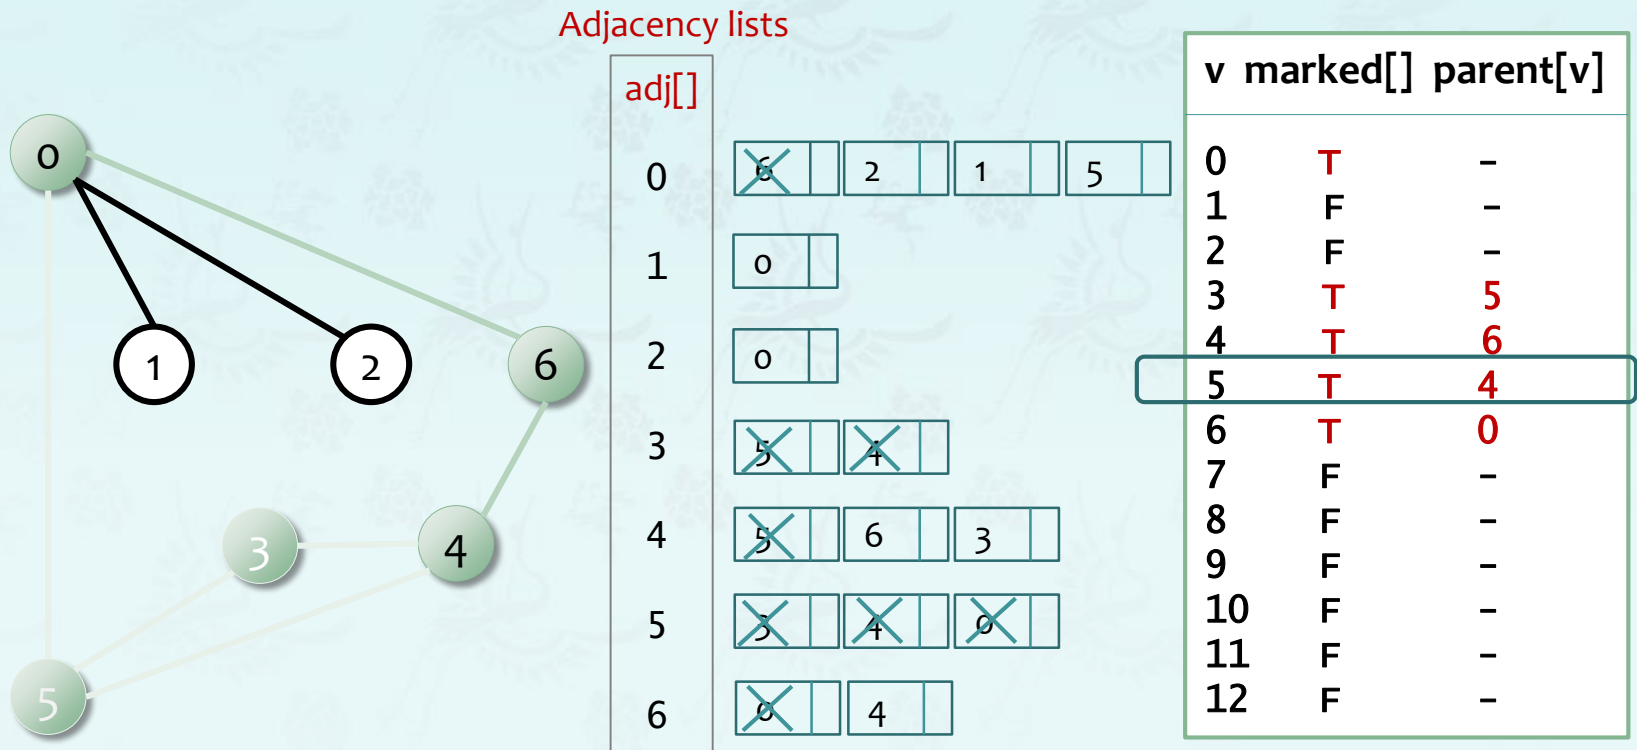 Adjacency lists
adj[]
v marked[] parent[v]
0
1
2
6
3
4
5
0 6 2 1 5
1 0
2 0
3 5 4
4 5 6 3
5 3 4 0
6 0 4
0 T –
1 F –
2 F –
3 T 5
4 T 6
5 T 4
6 T 0
7 F –
8 F –
9 F –
10 F –
11 F –
12 F –